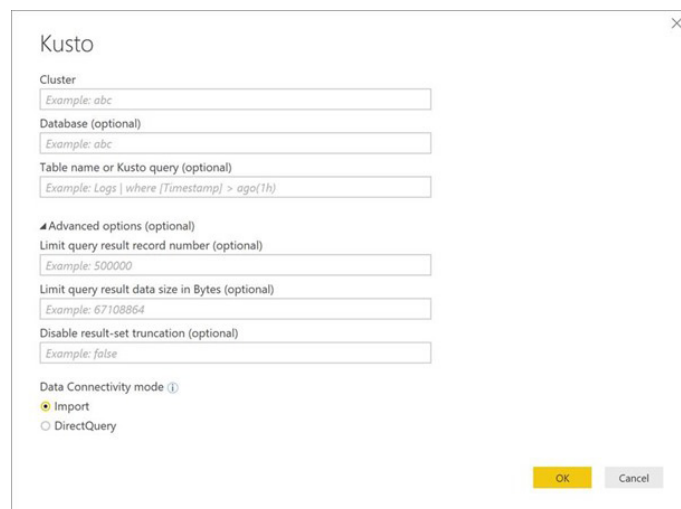 Kusto
Cluster
Example: abc
Database (optional)
Example: abc
Table name or Kusto query (optional)
Example: Logs | where [Timestamp] > ago(1h)
Advanced options (optional)
Limit query result record number (optional)
Example: 500000
Limit query result data size in Bytes (optional)
Example: 67108864
Disable result-set truncation (optional)
Example: false
Data Connectivity mode
Import
DirectQuery
OK Cancel